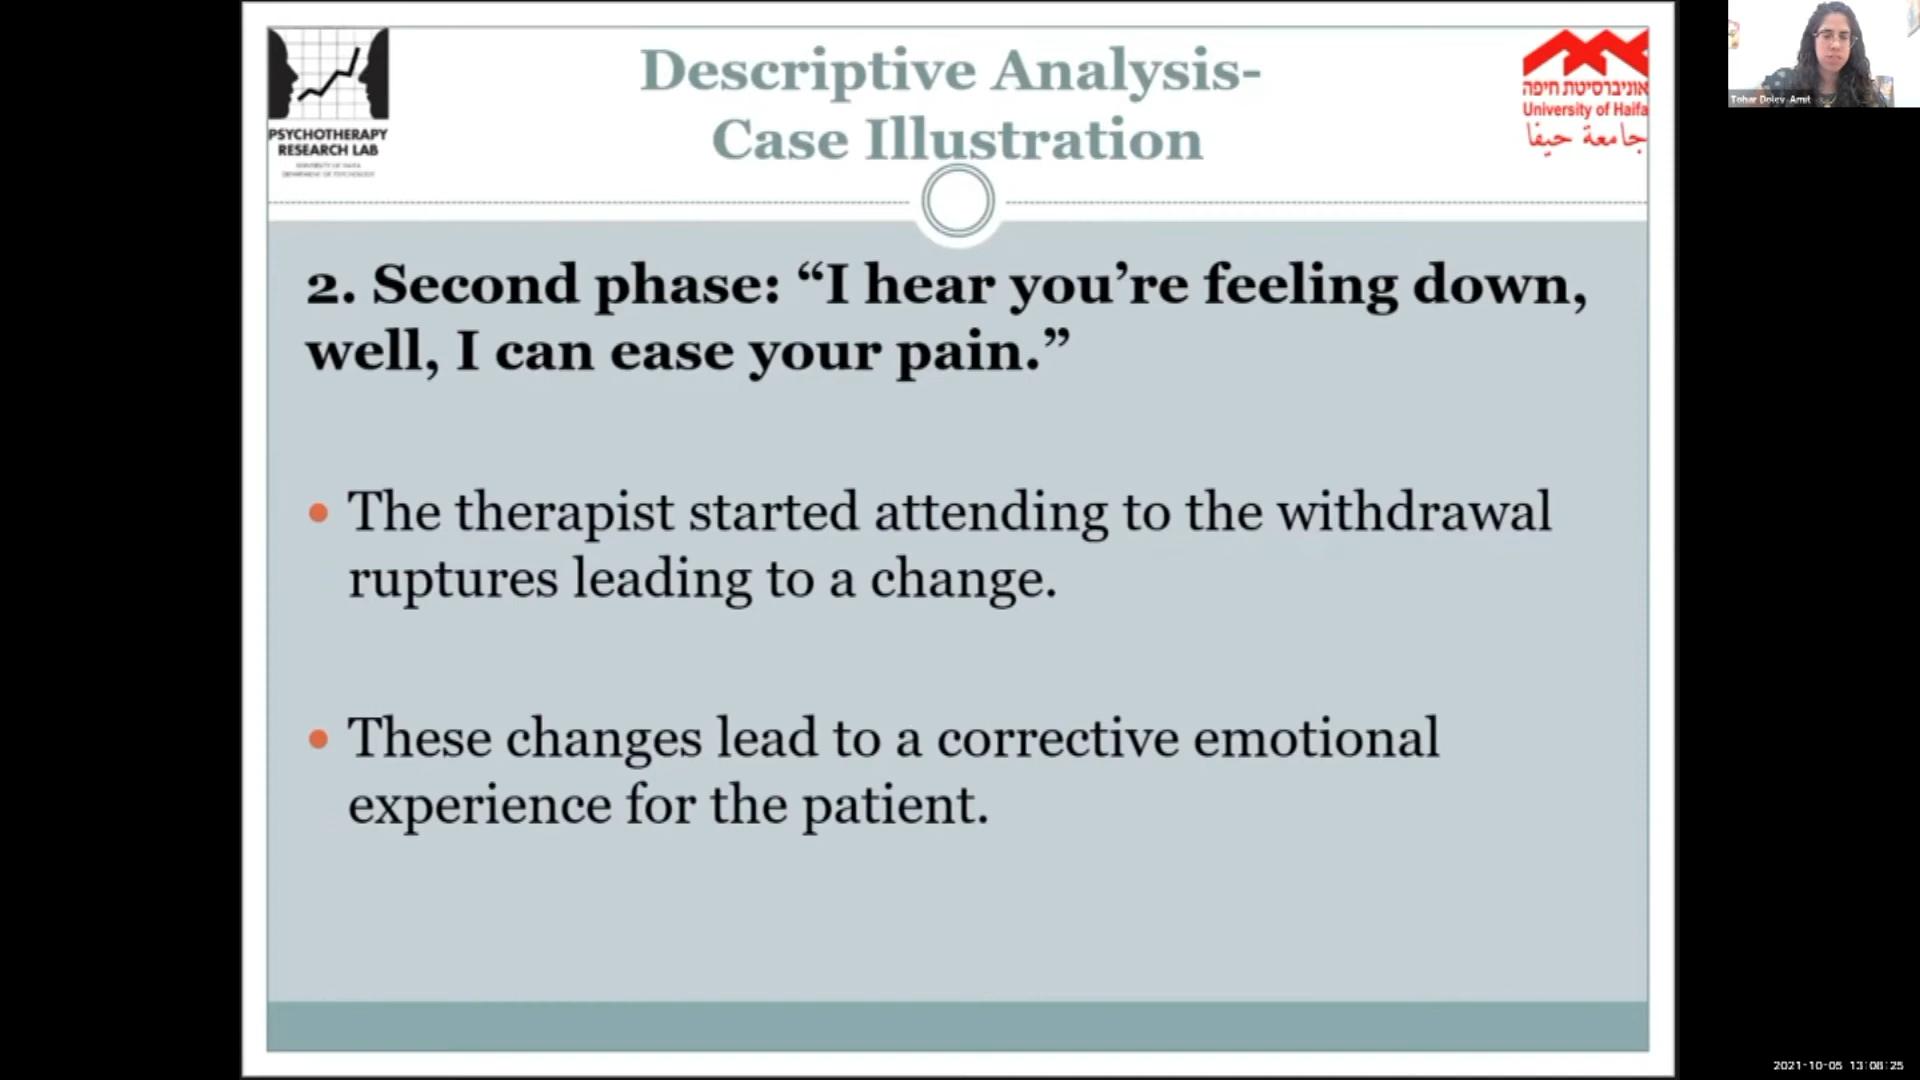 PSYCHOTHERAPY
RESEARCH LAB
UNIVERSITY OF HAIFA
DEPARTMENT OF PSYCHOLOGY
Descriptive Analysis-
Case Illustration
אוניברסיטת חיפה
University of Haifa
جامعة حيفا
Tohar Dolev-Amit
2. Second phase: “I hear you’re feeling down,
well, I can ease your pain.”
• The therapist started attending to the withdrawal
ruptures leading to a change.
• These changes lead to a corrective emotional
experience for the patient.
2021-10-05 13:08:25